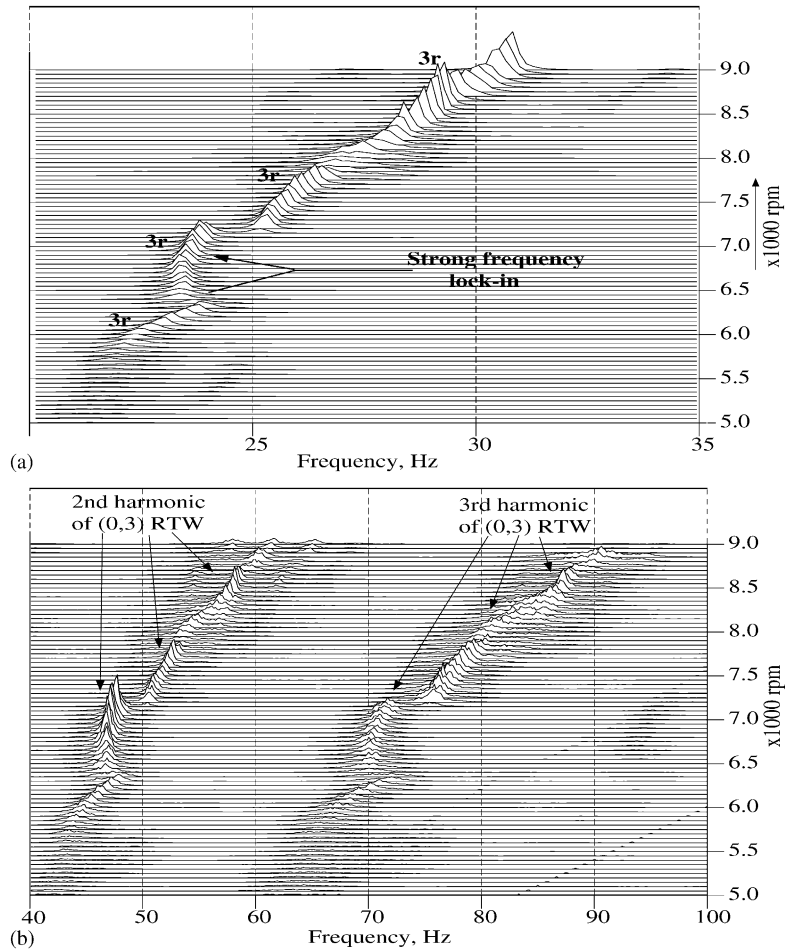 3r
9.0
8.5
8.0
3r
7.5
7.0
3r
Strong frequency
lock-in
6.5
3r
6.0
5.5
5.0
x1000 rpm
25
30
35
(a)
Frequency, Hz
2nd harmonic
of (0,3) RTW
3rd harmonic
of (0,3) RTW
9.0
8.5
8.0
7.5
7.0
6.5
6.0
5.5
5.0
x1000 rpm
40
50
60
70
80
90
100
(b)
Frequency, Hz